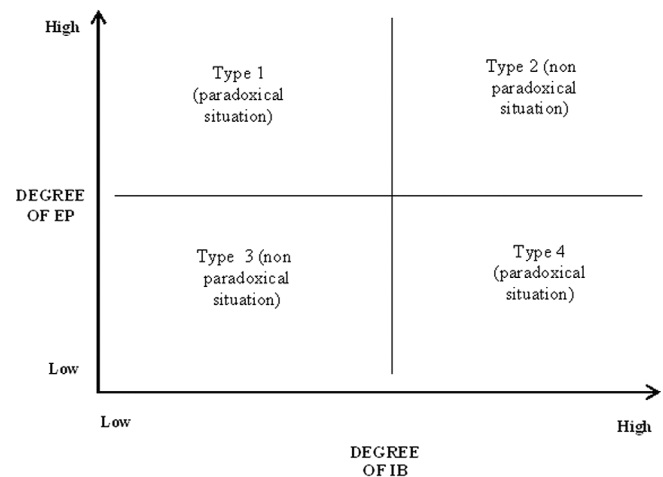 High
Type 1
(paradoxical
situation)
Type 2 (non
paradoxical
situation)
DEGREE
OF EP
Type 3 (non
paradoxical
situation)
Type 4
(paradoxical
situation)
Low
Low
High
DEGREE
OF IB